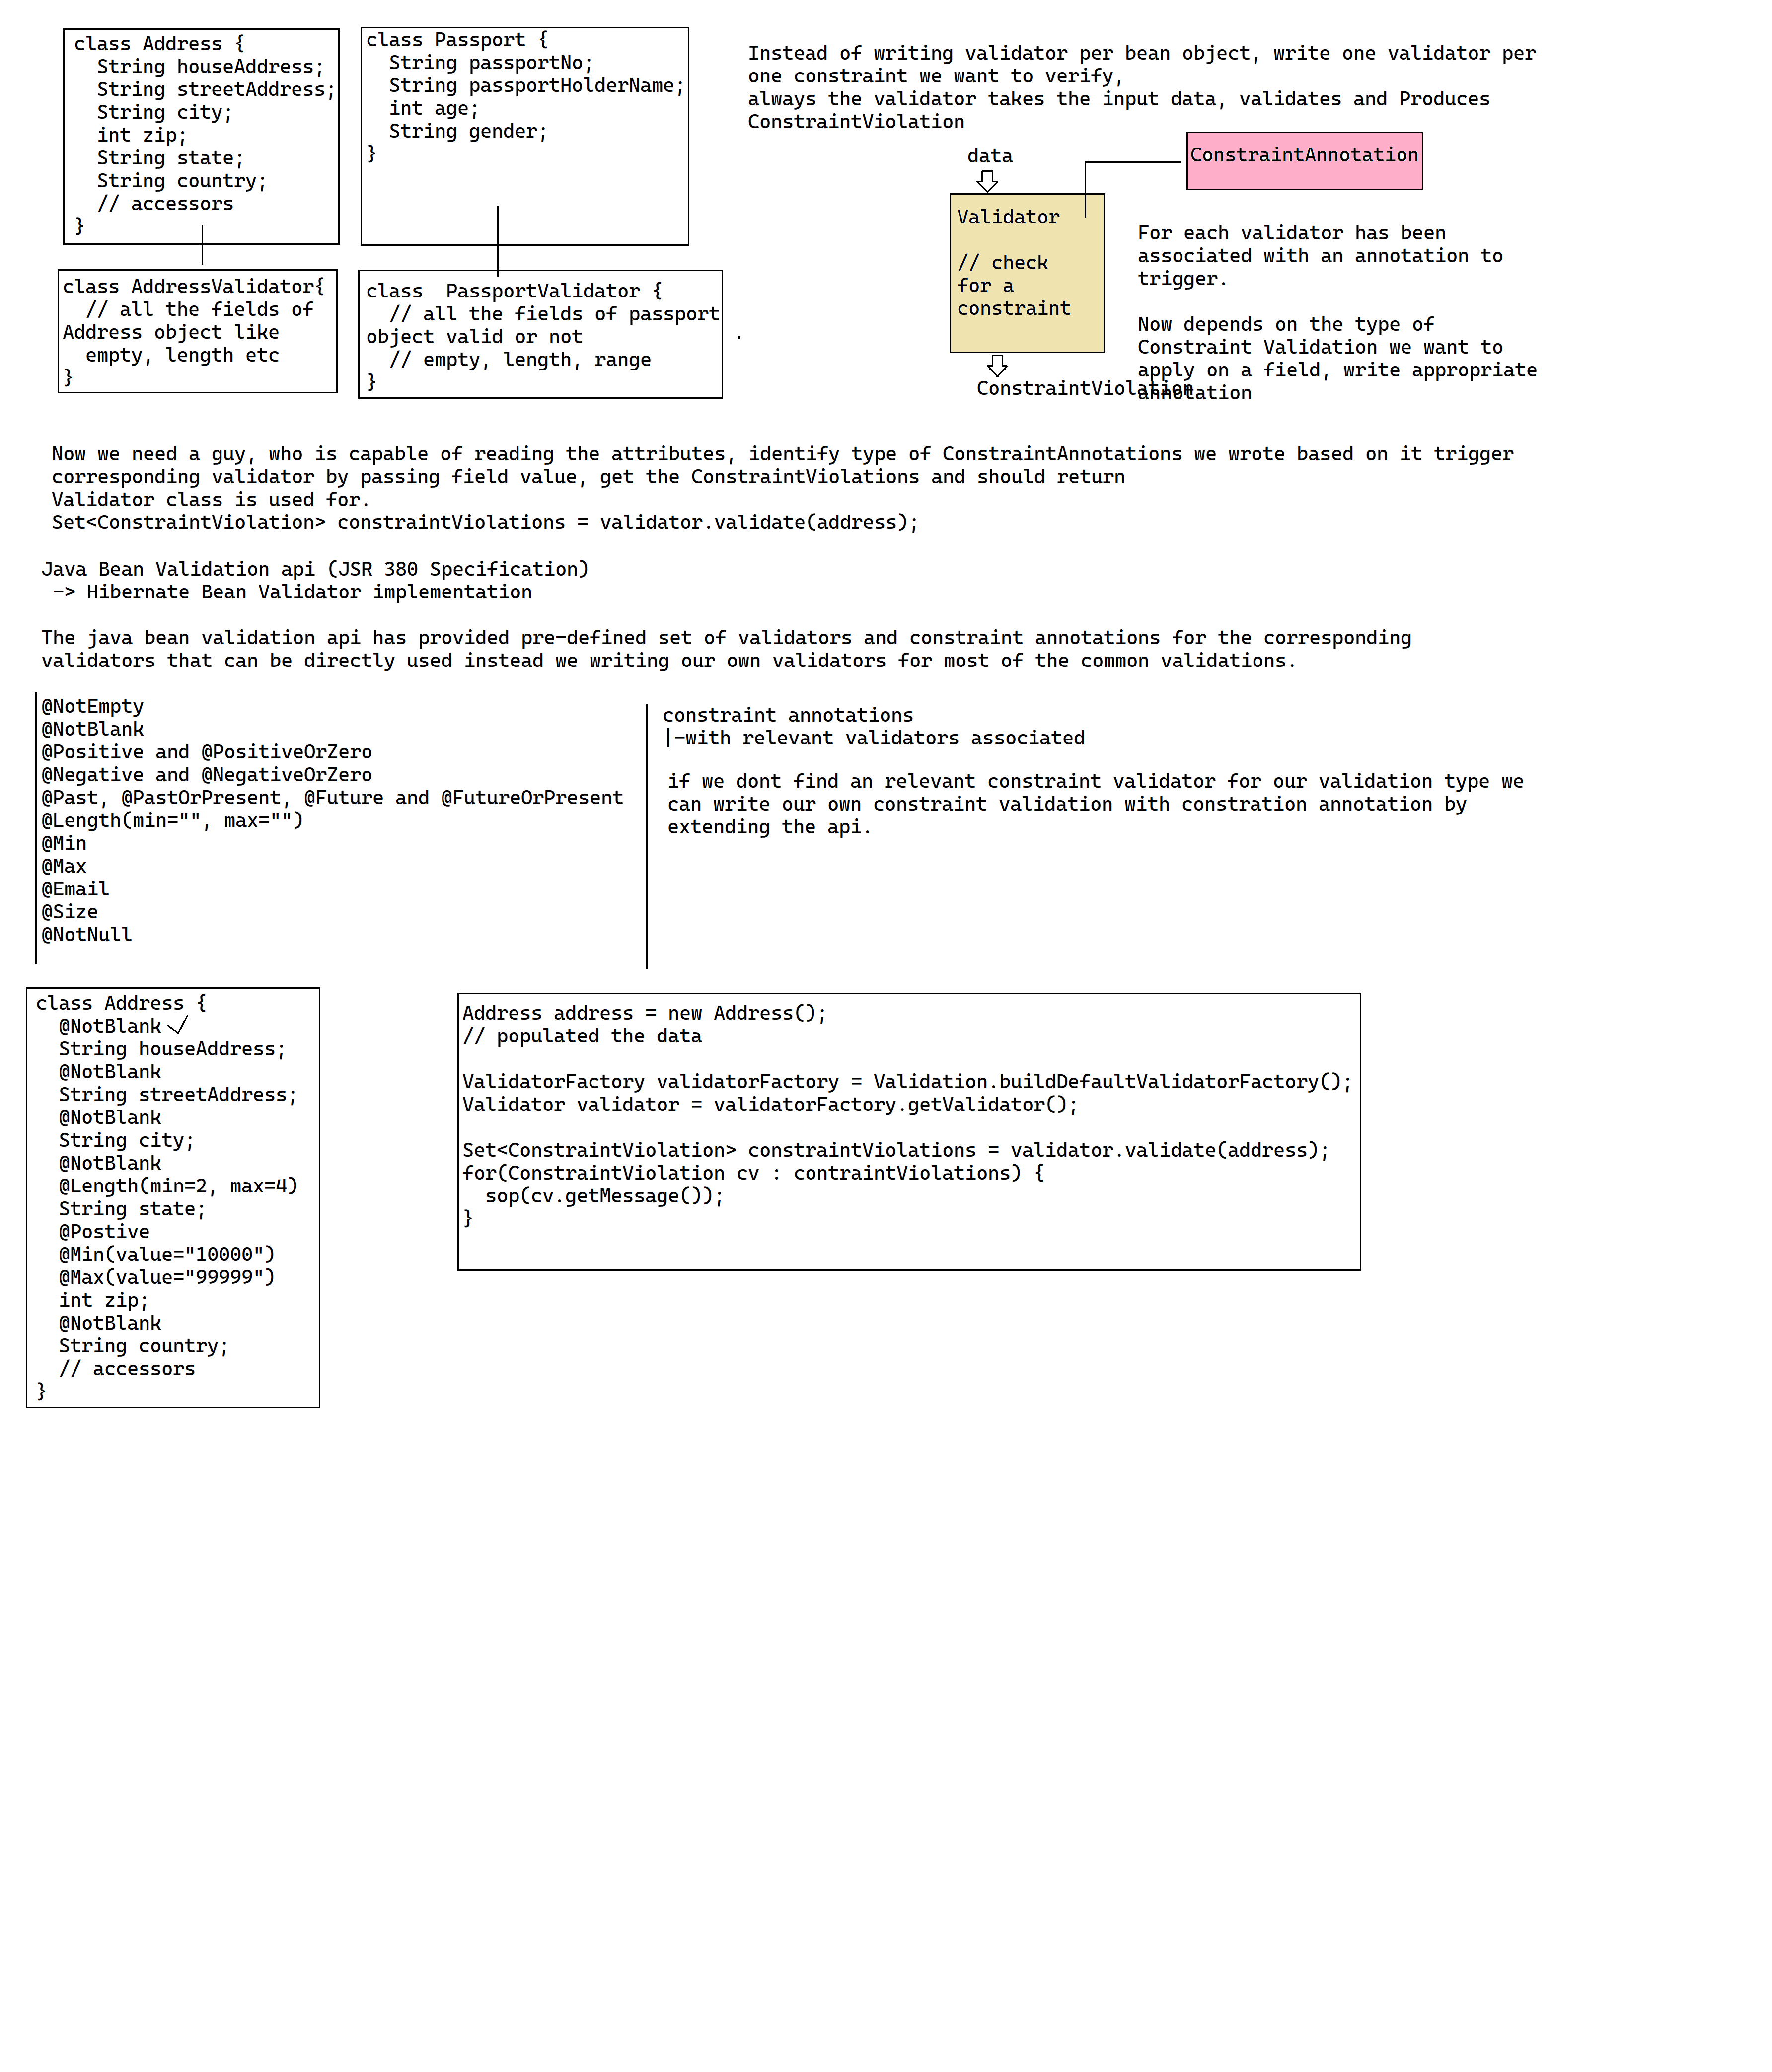 class Address {
  String houseAddress;
  String streetAddress;
  String city;
  int zip;
  String state;
  String country;
  // accessors
}
class Passport {
  String passportNo;
  String passportHolderName;
  int age;
  String gender;
}
class AddressValidator{
  // all the fields of
Address object like
  empty, length etc
}
class  PassportValidator {
  // all the fields of passport
object valid or not
  // empty, length, range
}
.
Instead of writing validator per bean object, write one validator per
one constraint we want to verify,
always the validator takes the input data, validates and Produces
ConstraintViolation
data
ConstraintAnnotation
Validator
// check
for a
constraint
ConstraintViolation
For each validator has been
associated with an annotation to
trigger.
Now depends on the type of
Constraint Validation we want to
apply on a field, write appropriate
annotation
Now we need a guy, who is capable of reading the attributes, identify type of ConstraintAnnotations we wrote based on it trigger
corresponding validator by passing field value, get the ConstraintViolations and should return
Validator class is used for.
Set<ConstraintViolation> constraintViolations = validator.validate(address);
Java Bean Validation api (JSR 380 Specification)
 -> Hibernate Bean Validator implementation
The java bean validation api has provided pre-defined set of validators and constraint annotations for the corresponding
validators that can be directly used instead we writing our own validators for most of the common validations.
@NotEmpty
@NotBlank
@Positive and @PositiveOrZero
@Negative and @NegativeOrZero
@Past, @PastOrPresent, @Future and @FutureOrPresent
@Length(min="", max="")
@Min
@Max
@Email
@Size
@NotNull
constraint annotations
|-with relevant validators associated
if we dont find an relevant constraint validator for our validation type we
can write our own constraint validation with constration annotation by
extending the api.
class Address {
  @NotBlank
  String houseAddress;
  @NotBlank
  String streetAddress;
  @NotBlank
  String city;
  @NotBlank
  @Length(min=2, max=4)
  String state;
  @Postive
  @Min(value="10000")
  @Max(value="99999")
  int zip;
  @NotBlank
  String country;
  // accessors
}
Address address = new Address();
// populated the data
ValidatorFactory validatorFactory = Validation.buildDefaultValidatorFactory();
Validator validator = validatorFactory.getValidator();
Set<ConstraintViolation> constraintViolations = validator.validate(address);
for(ConstraintViolation cv : contraintViolations) {
  sop(cv.getMessage());
}